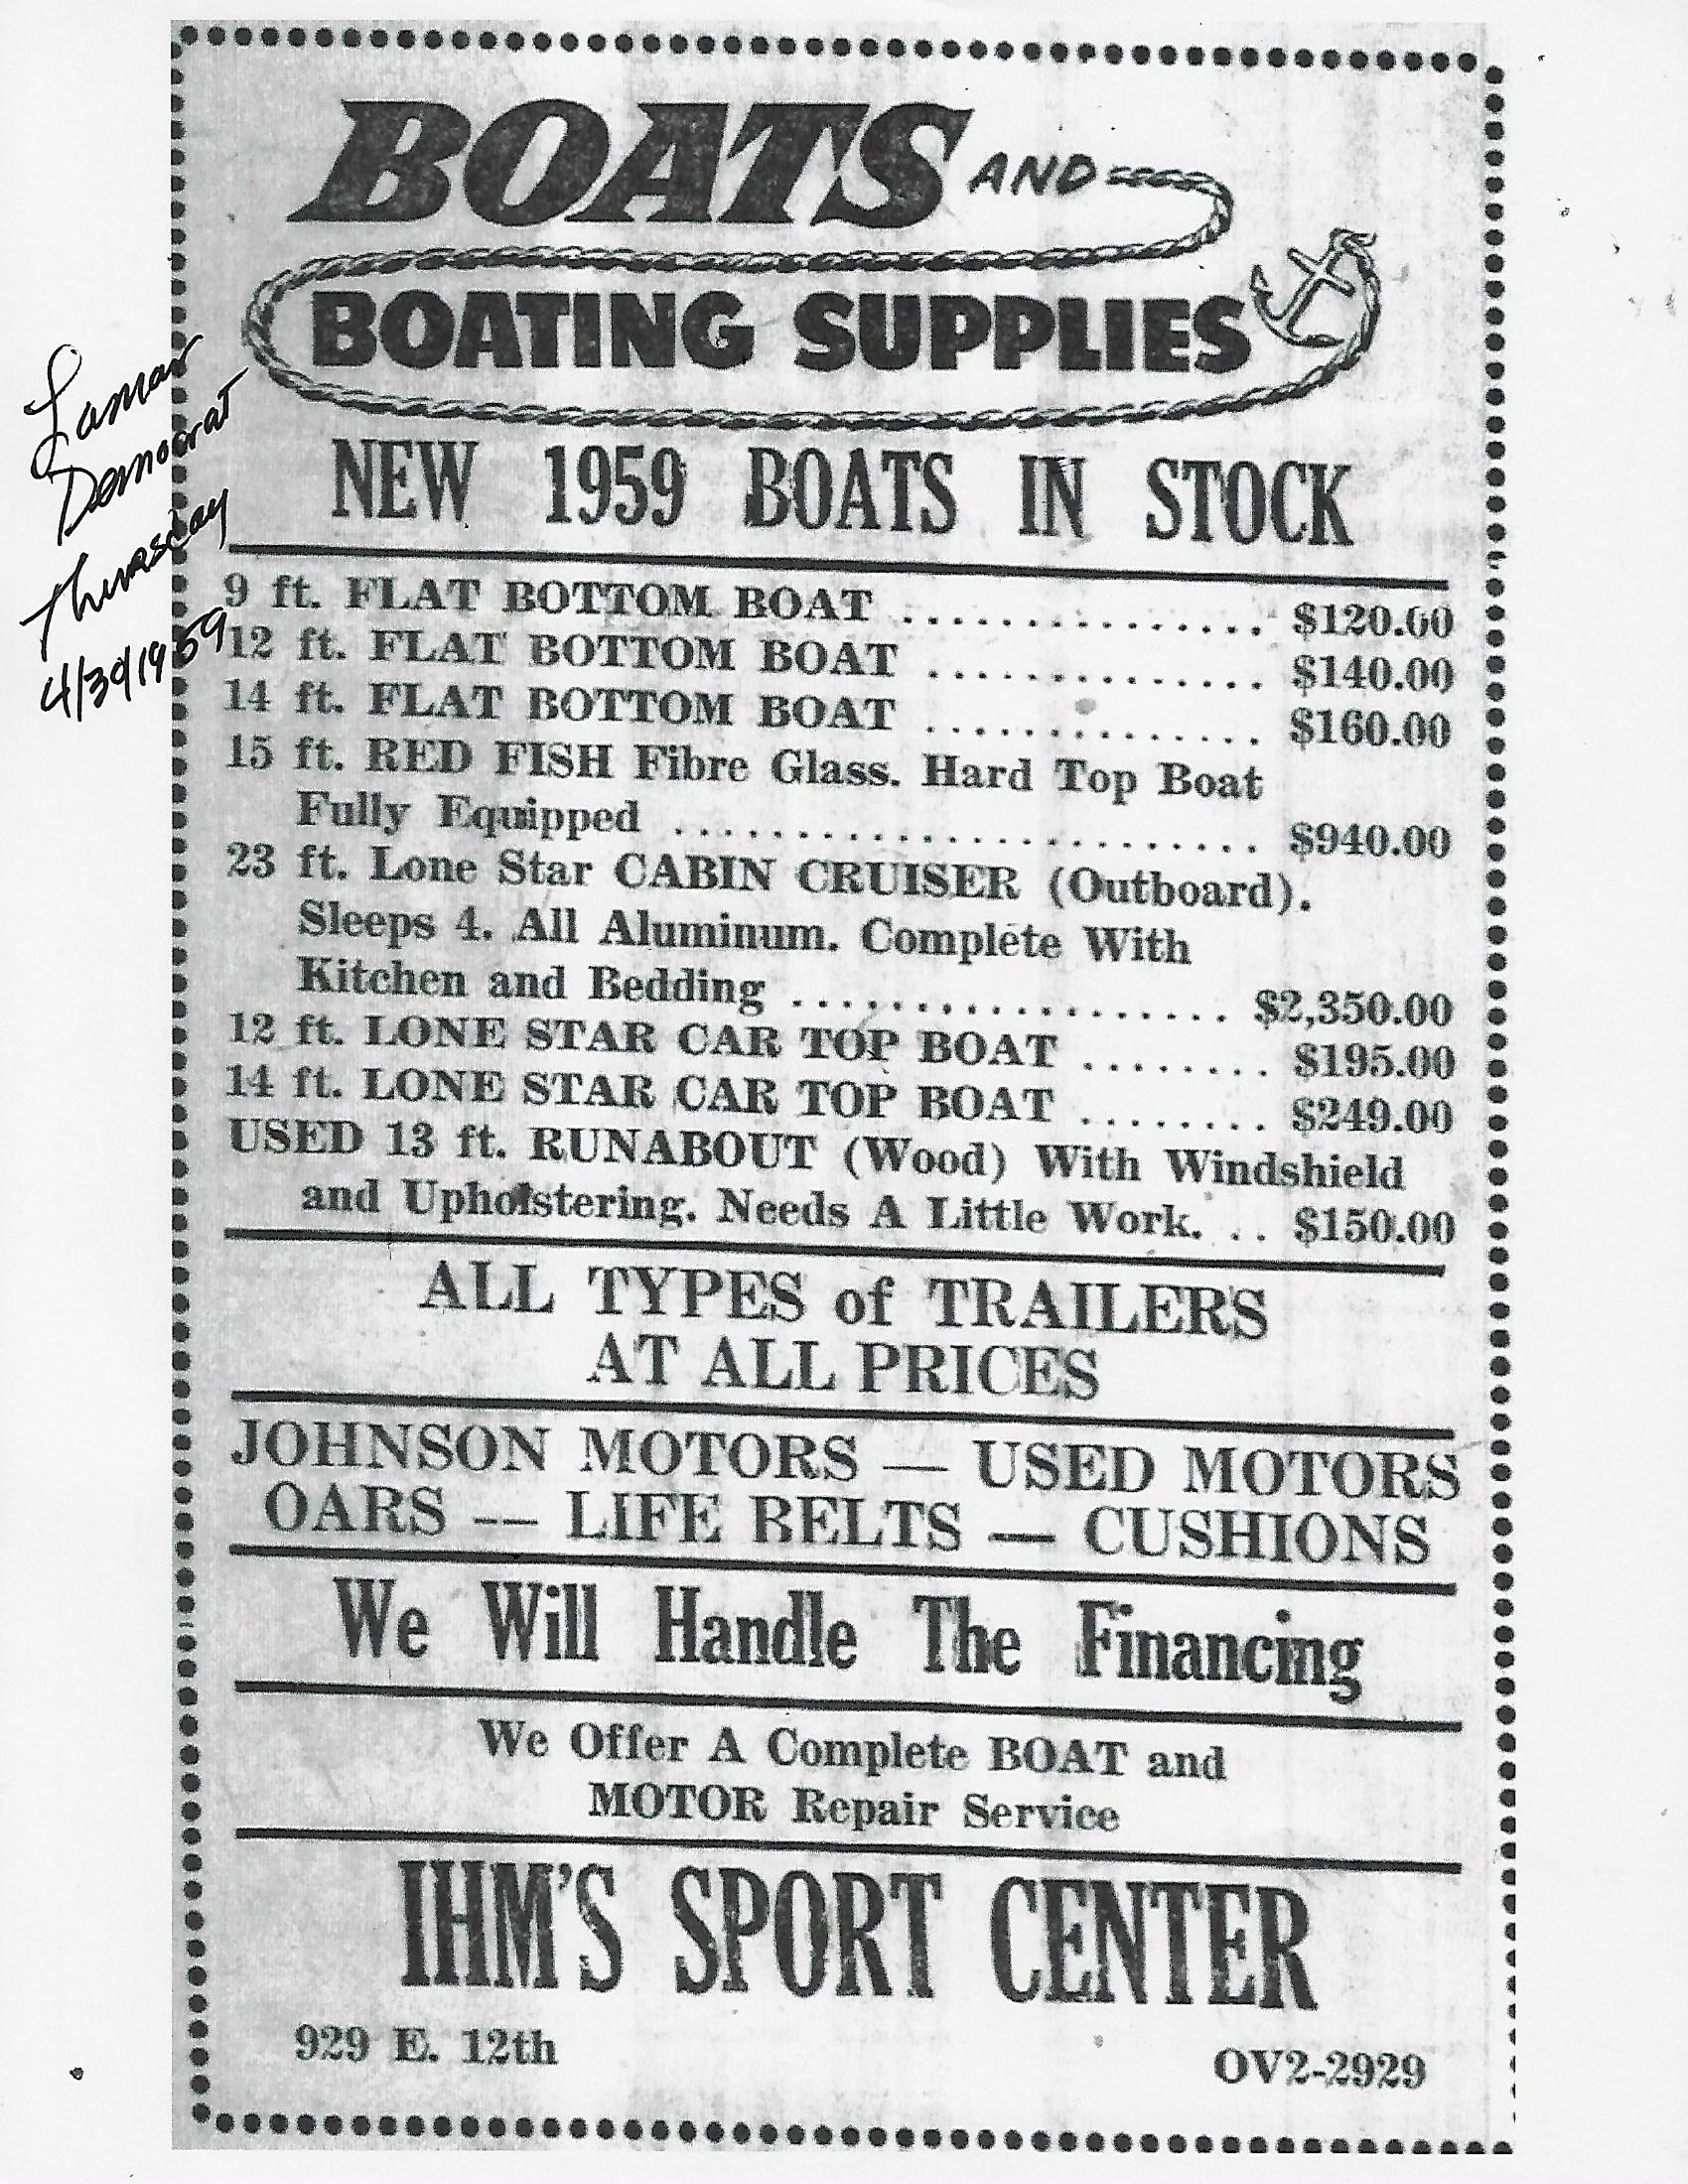 BOATS AND
BOATING SUPPLIES
NEW 1959 BOATS IN STOCK
Lamar
Democrat
Thursday
4/30/1959
9 ft. FLAT BOTTOM BOAT ................ $120.00
12 ft. FLAT BOTTOM BOAT ............... $140.00
14 ft. FLAT BOTTOM BOAT ............... $160.00
15 ft. RED FISH Fibre Glass. Hard Top Boat
Fully Equipped .......................... $940.00
23 ft. Lone Star CABIN CRUISER (Outboard).
Sleeps 4. All Aluminum. Complete With
Kitchen and Bedding ................... $2,350.00
12 ft. LONE STAR CAR TOP BOAT ........ $195.00
14 ft. LONE STAR CAR TOP BOAT ........ $249.00
USED 13 ft. RUNABOUT (Wood) With Windshield
and Upholstering. Needs A Little Work. .. $150.00
ALL TYPES of TRAILERS
AT ALL PRICES
JOHNSON MOTORS — USED MOTORS
OARS -- LIFE BELTS — CUSHIONS
We Will Handle The Financing
We Offer A Complete BOAT and
MOTOR Repair Service
IHM'S SPORT CENTER
929 E. 12th OV2-2929